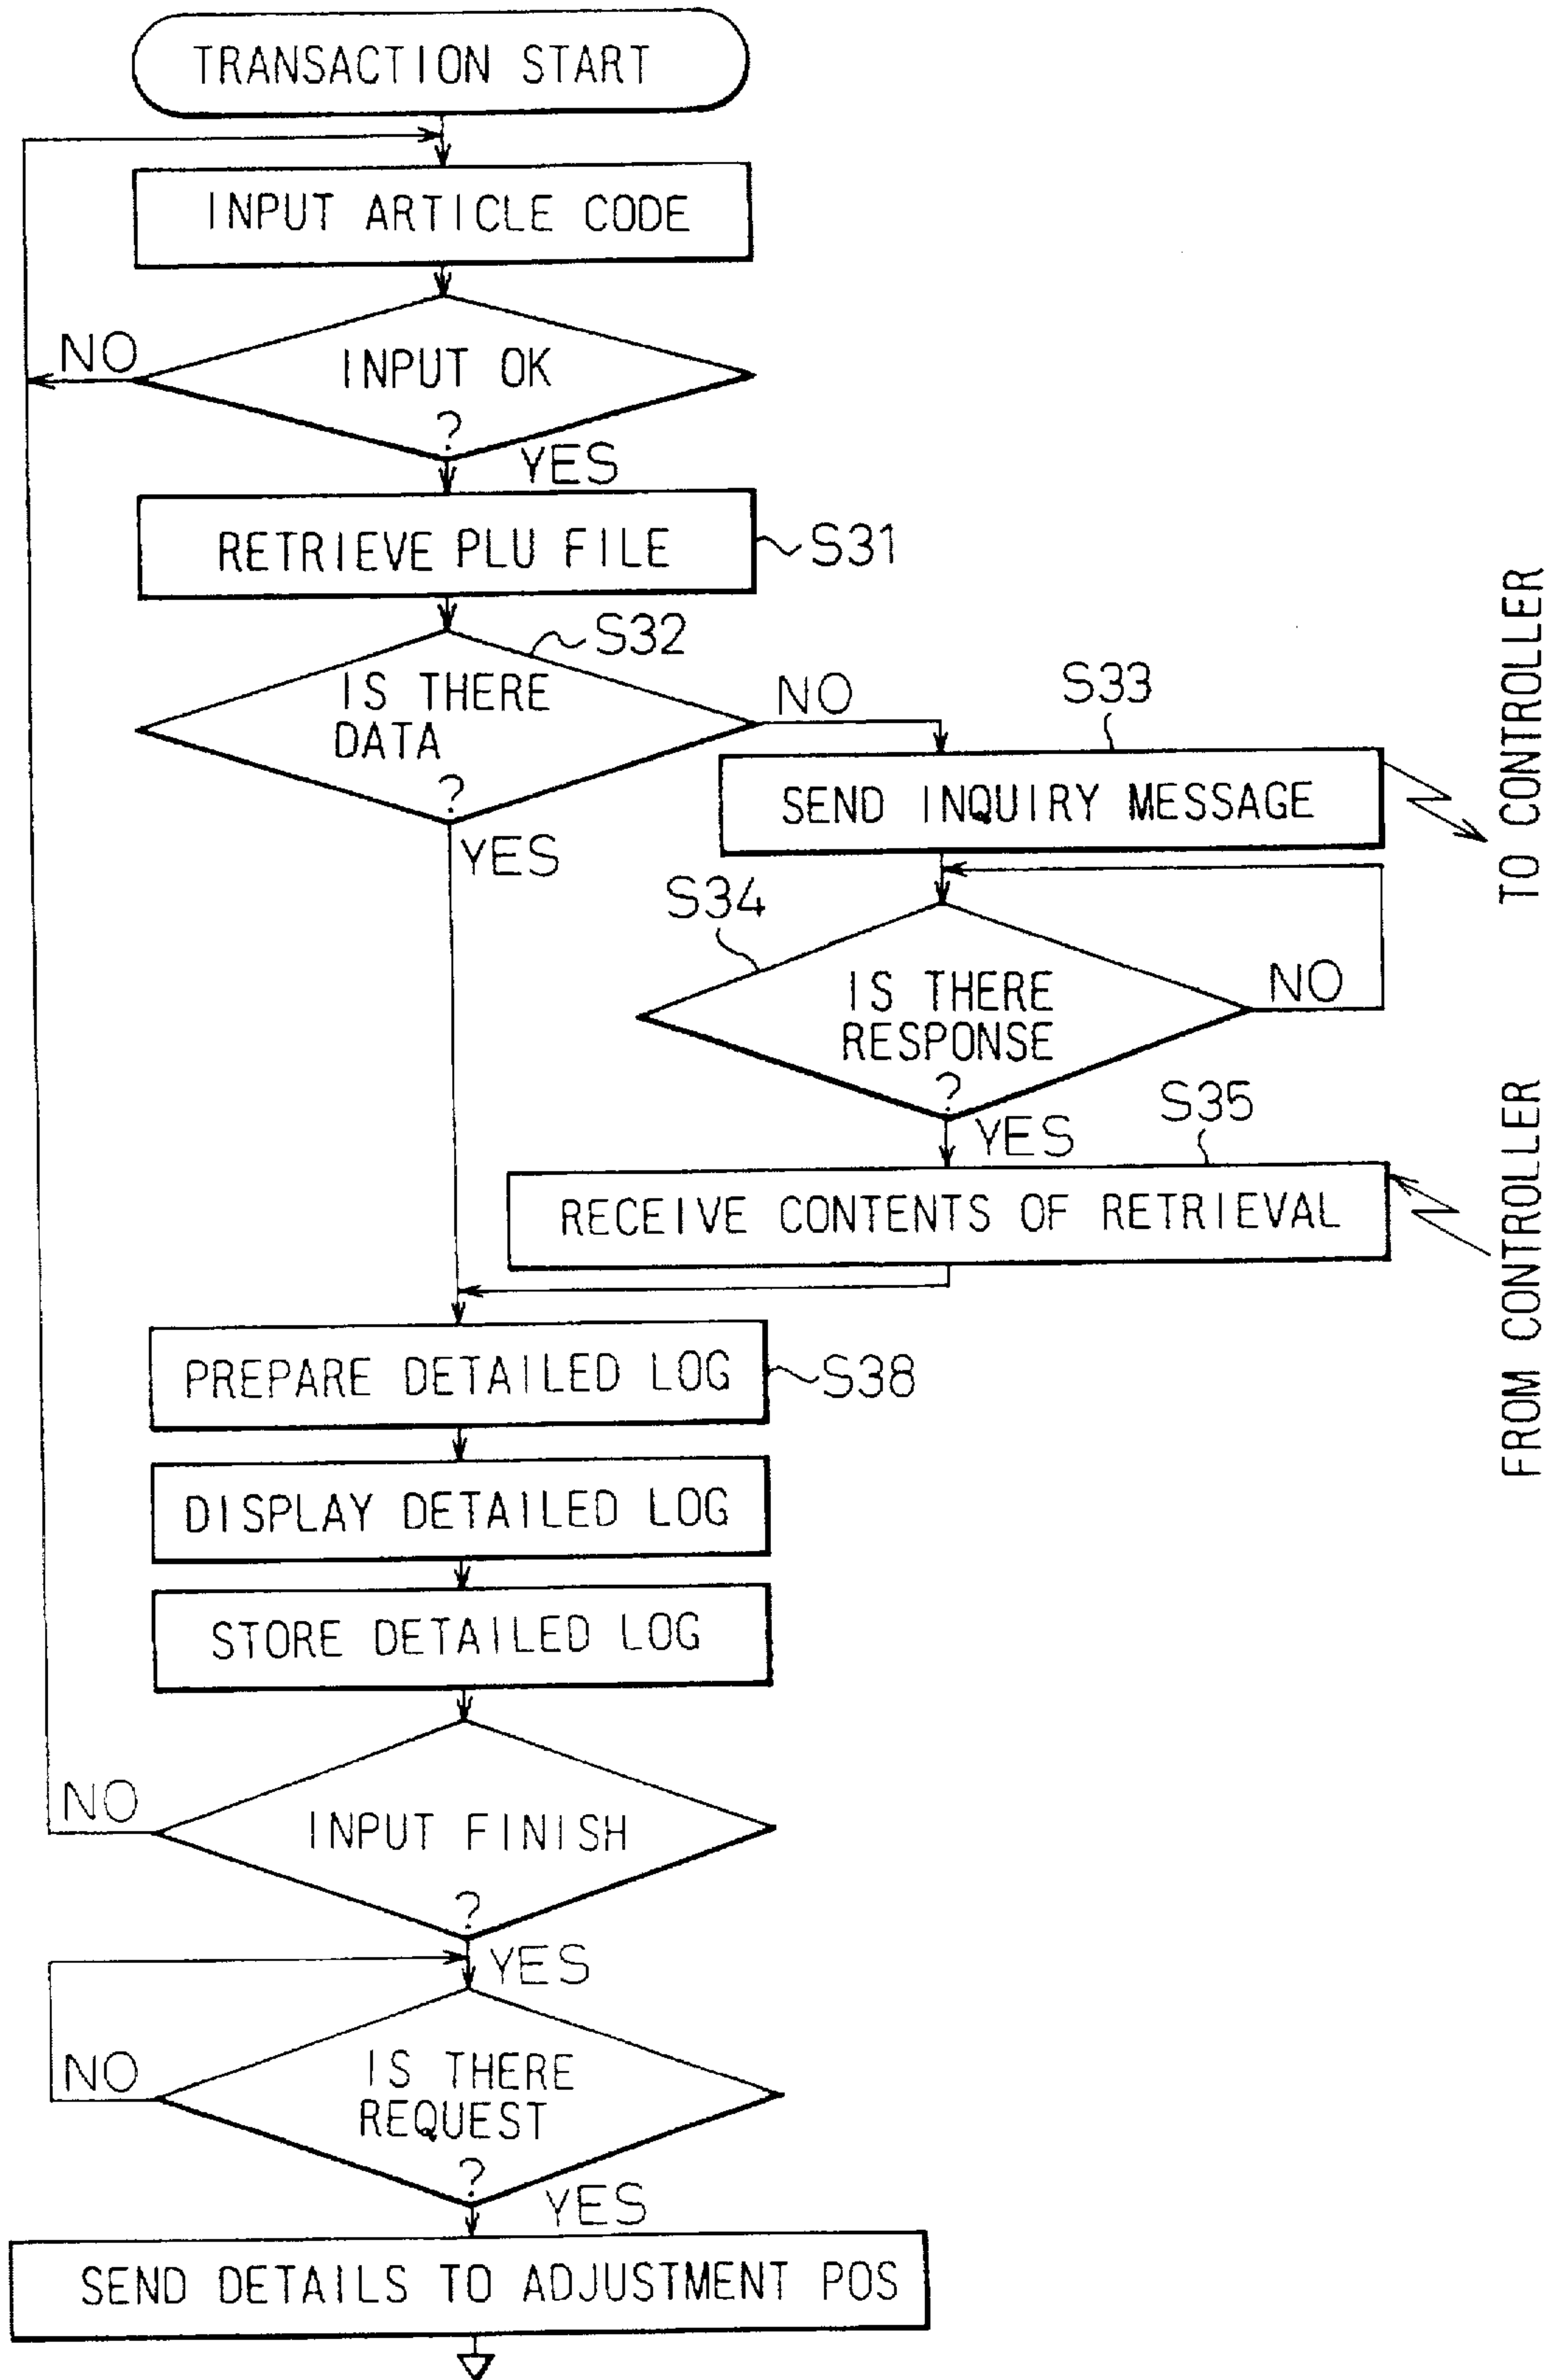 TRANSACTION START
INPUT ARTICLE CODE
INPUT OK
?
NO
YES
RETRIEVE PLU FILE
S31
S32
IS THERE
DATA
?
NO
YES
S33
SEND INQUIRY MESSAGE
TO CONTROLLER
S34
IS THERE
RESPONSE
?
NO
YES
S35
RECEIVE CONTENTS OF RETRIEVAL
FROM CONTROLLER
PREPARE DETAILED LOG
S38
DISPLAY DETAILED LOG
STORE DETAILED LOG
INPUT FINISH
?
NO
YES
IS THERE
REQUEST
?
NO
YES
SEND DETAILS TO ADJUSTMENT POS